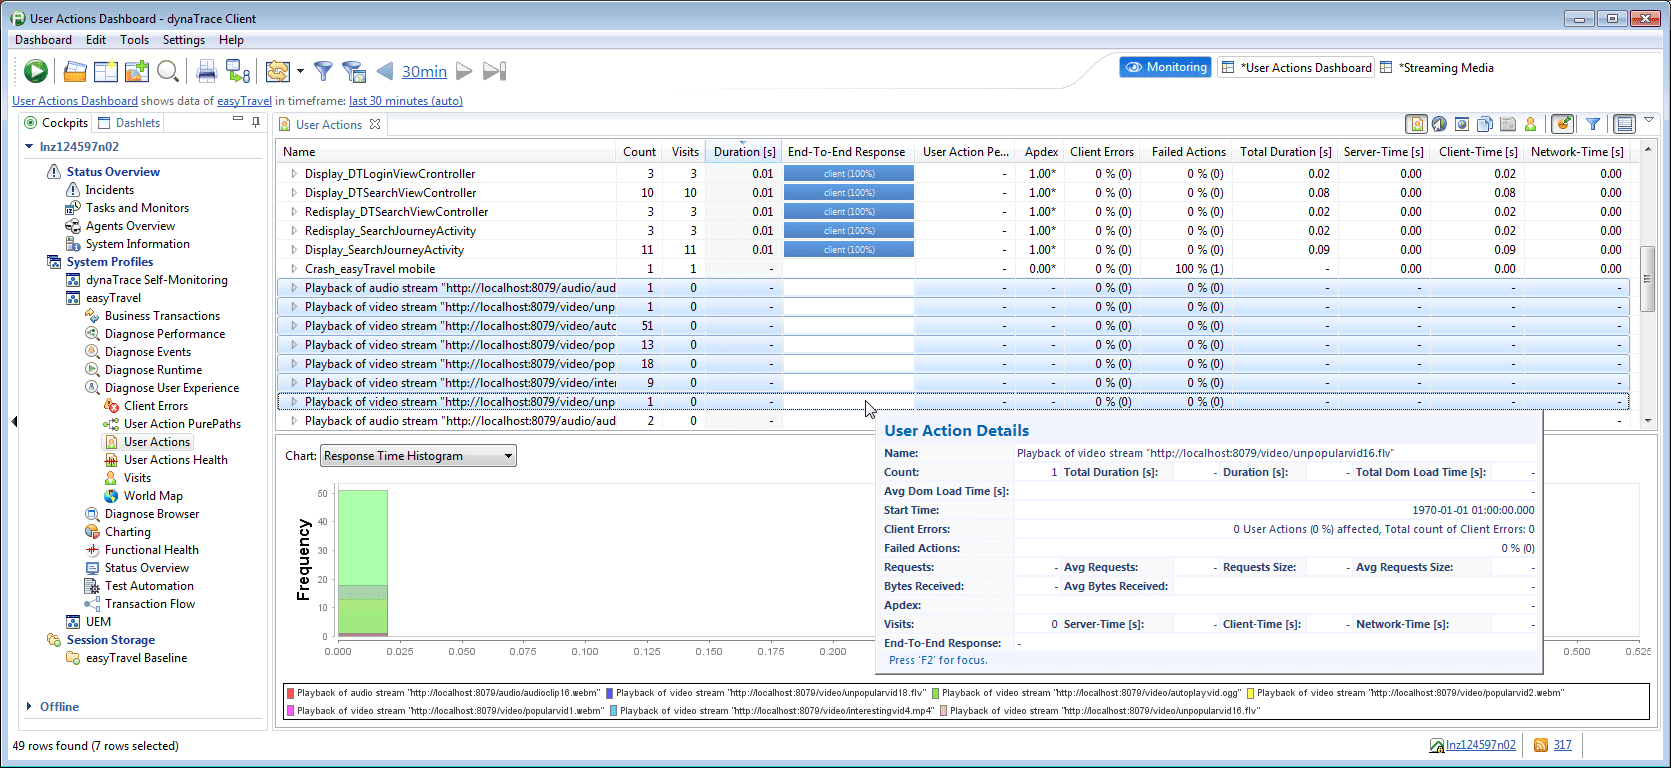 User Actions Dashboard - dynaTrace Client
Dashboard Edit Tools Settings Help
30min
Monitoring *User Actions Dashboard *Streaming Media
User Actions Dashboard shows data of easyTravel in timeframe: last 30 minutes (auto)
Cockpits Dashlets
lnz124597n02
Status Overview
Incidents
Tasks and Monitors
Agents Overview
System Information
System Profiles
dynaTrace Self-Monitoring
easyTravel
Business Transactions
Diagnose Performance
Diagnose Events
Diagnose Runtime
Diagnose User Experience
Client Errors
User Action PurePaths
User Actions
User Actions Health
Visits
World Map
Diagnose Browser
Charting
Functional Health
Status Overview
Test Automation
Transaction Flow
UEM
Session Storage
easyTravel Baseline
Offline
User Actions
Name Count Visits Duration [s] End-To-End Response User Action Pe... Apdex Client Errors Failed Actions Total Duration [s] Server-Time [s] Client-Time [s] Network-Time [s]
Display_DTLoginViewController 3 3 0.01 client (100%) - 1.00* 0 % (0) 0 % (0) 0.02 0.00 0.02 0.00
Display_DTSearchViewController 10 10 0.01 client (100%) - 1.00* 0 % (0) 0 % (0) 0.08 0.00 0.08 0.00
Redisplay_DTSearchViewController 3 3 0.01 client (100%) - 1.00* 0 % (0) 0 % (0) 0.02 0.00 0.02 0.00
Redisplay_SearchJourneyActivity 3 3 0.01 client (100%) - 1.00* 0 % (0) 0 % (0) 0.02 0.00 0.02 0.00
Display_SearchJourneyActivity 11 11 0.01 client (100%) - 1.00* 0 % (0) 0 % (0) 0.09 0.00 0.09 0.00
Crash_easyTravel mobile 1 1 - - 0.00* 0 % (0) 100 % (1) - 0.00 0.00 0.00
Playback of audio stream "http://localhost:8079/audio/aud 1 0 - - - 0 % (0) 0 % (0) - - - -
Playback of video stream "http://localhost:8079/video/unp 1 0 - - - 0 % (0) 0 % (0) - - - -
Playback of video stream "http://localhost:8079/video/auto 51 0 - - - 0 % (0) 0 % (0) - - - -
Playback of video stream "http://localhost:8079/video/pop 13 0 - - - 0 % (0) 0 % (0) - - - -
Playback of video stream "http://localhost:8079/video/pop 18 0 - - - 0 % (0) 0 % (0) - - - -
Playback of video stream "http://localhost:8079/video/inte 9 0 - - - 0 % (0) 0 % (0) - - - -
Playback of video stream "http://localhost:8079/video/unp 1 0 - - - 0 % (0) 0 % (0) - - - -
Playback of audio stream "http://localhost:8079/audio/aud 2 0 - -
User Action Details
Name: Playback of video stream "http://localhost:8079/video/unpopularvid16.flv"
Count: 1 Total Duration [s]: - Duration [s]: - Total Dom Load Time [s]: -
Avg Dom Load Time [s]: -
Start Time: 1970-01-01 01:00:00.000
Client Errors: 0 User Actions (0 %) affected, Total count of Client Errors: 0
Failed Actions: 0 % (0)
Requests: - Avg Requests: - Requests Size: - Avg Requests Size: -
Bytes Received: - Avg Bytes Received: -
Apdex: -
Visits: 0 Server-Time [s]: - Client-Time [s]: - Network-Time [s]: -
End-To-End Response: -
Press 'F2' for focus.
Chart: Response Time Histogram
Frequency
50
40
30
20
10
0
0.000 0.025 0.050 0.075 0.100 0.125 0.150 0.175 0.200 0.500 0.525
Playback of audio stream "http://localhost:8079/audio/audioclip16.webm" Playback of video stream "http://localhost:8079/video/unpopularvid18.flv" Playback of video stream "http://localhost:8079/video/autoplayvid.ogg" Playback of video stream "http://localhost:8079/video/popularvid2.webm"
Playback of video stream "http://localhost:8079/video/popularvid1.webm" Playback of video stream "http://localhost:8079/video/interestingvid4.mp4" Playback of video stream "http://localhost:8079/video/unpopularvid16.flv"
49 rows found (7 rows selected)
lnz124597n02 317